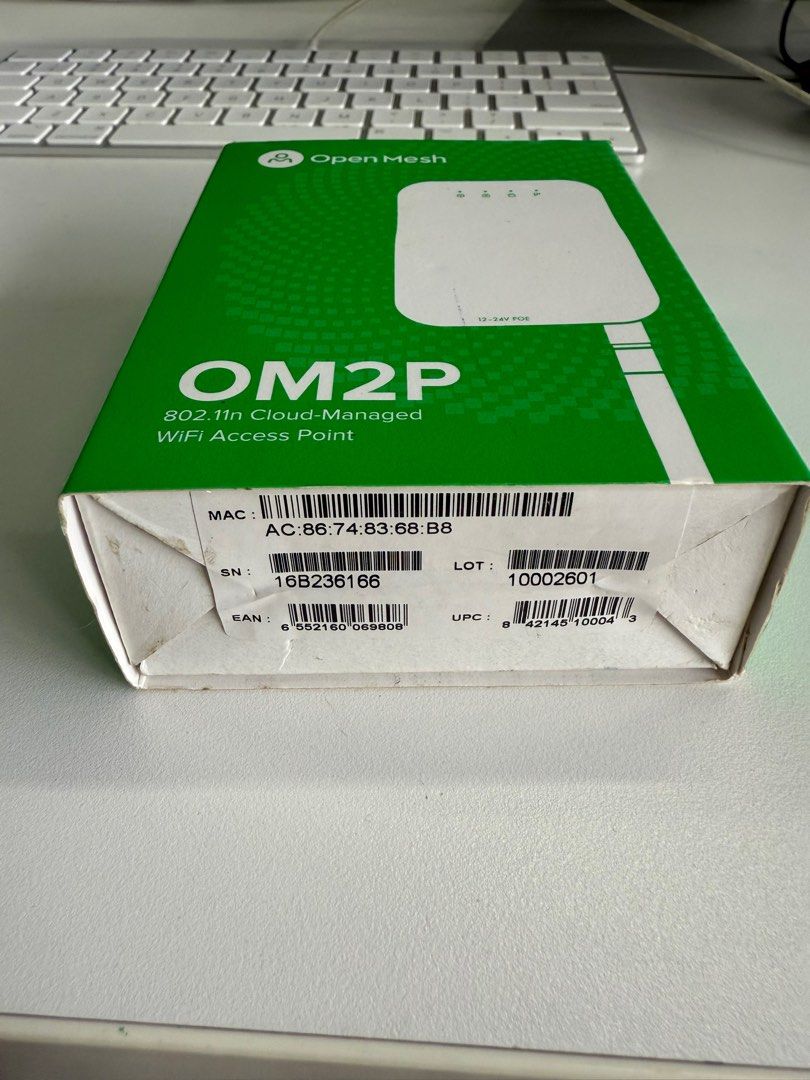 Open Mesh
12-24V POE
OM2P
802.11n Cloud-Managed
WiFi Access Point
MAC :
AC:86:74:83:68:B8
SN : 16B236166
LOT : 10002601
EAN : 6 552160 069808
UPC : 8 42145 10004 3